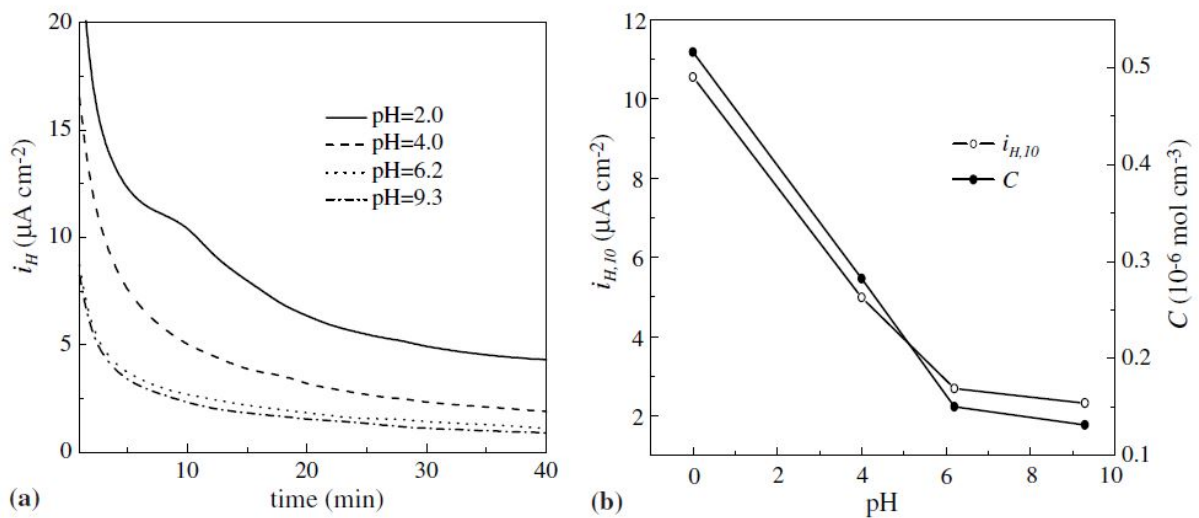 20
15
10
5
0
i_H (μA cm⁻²)
pH=2.0
pH=4.0
pH=6.2
pH=9.3
10
20
30
40
time (min)
(a)
12
10
8
6
4
2
i_H,10 (μA cm⁻²)
i_H,10
C
0.5
0.4
0.3
0.2
0.1
C (10⁻⁶ mol cm⁻³)
0
2
4
6
8
10
pH
(b)